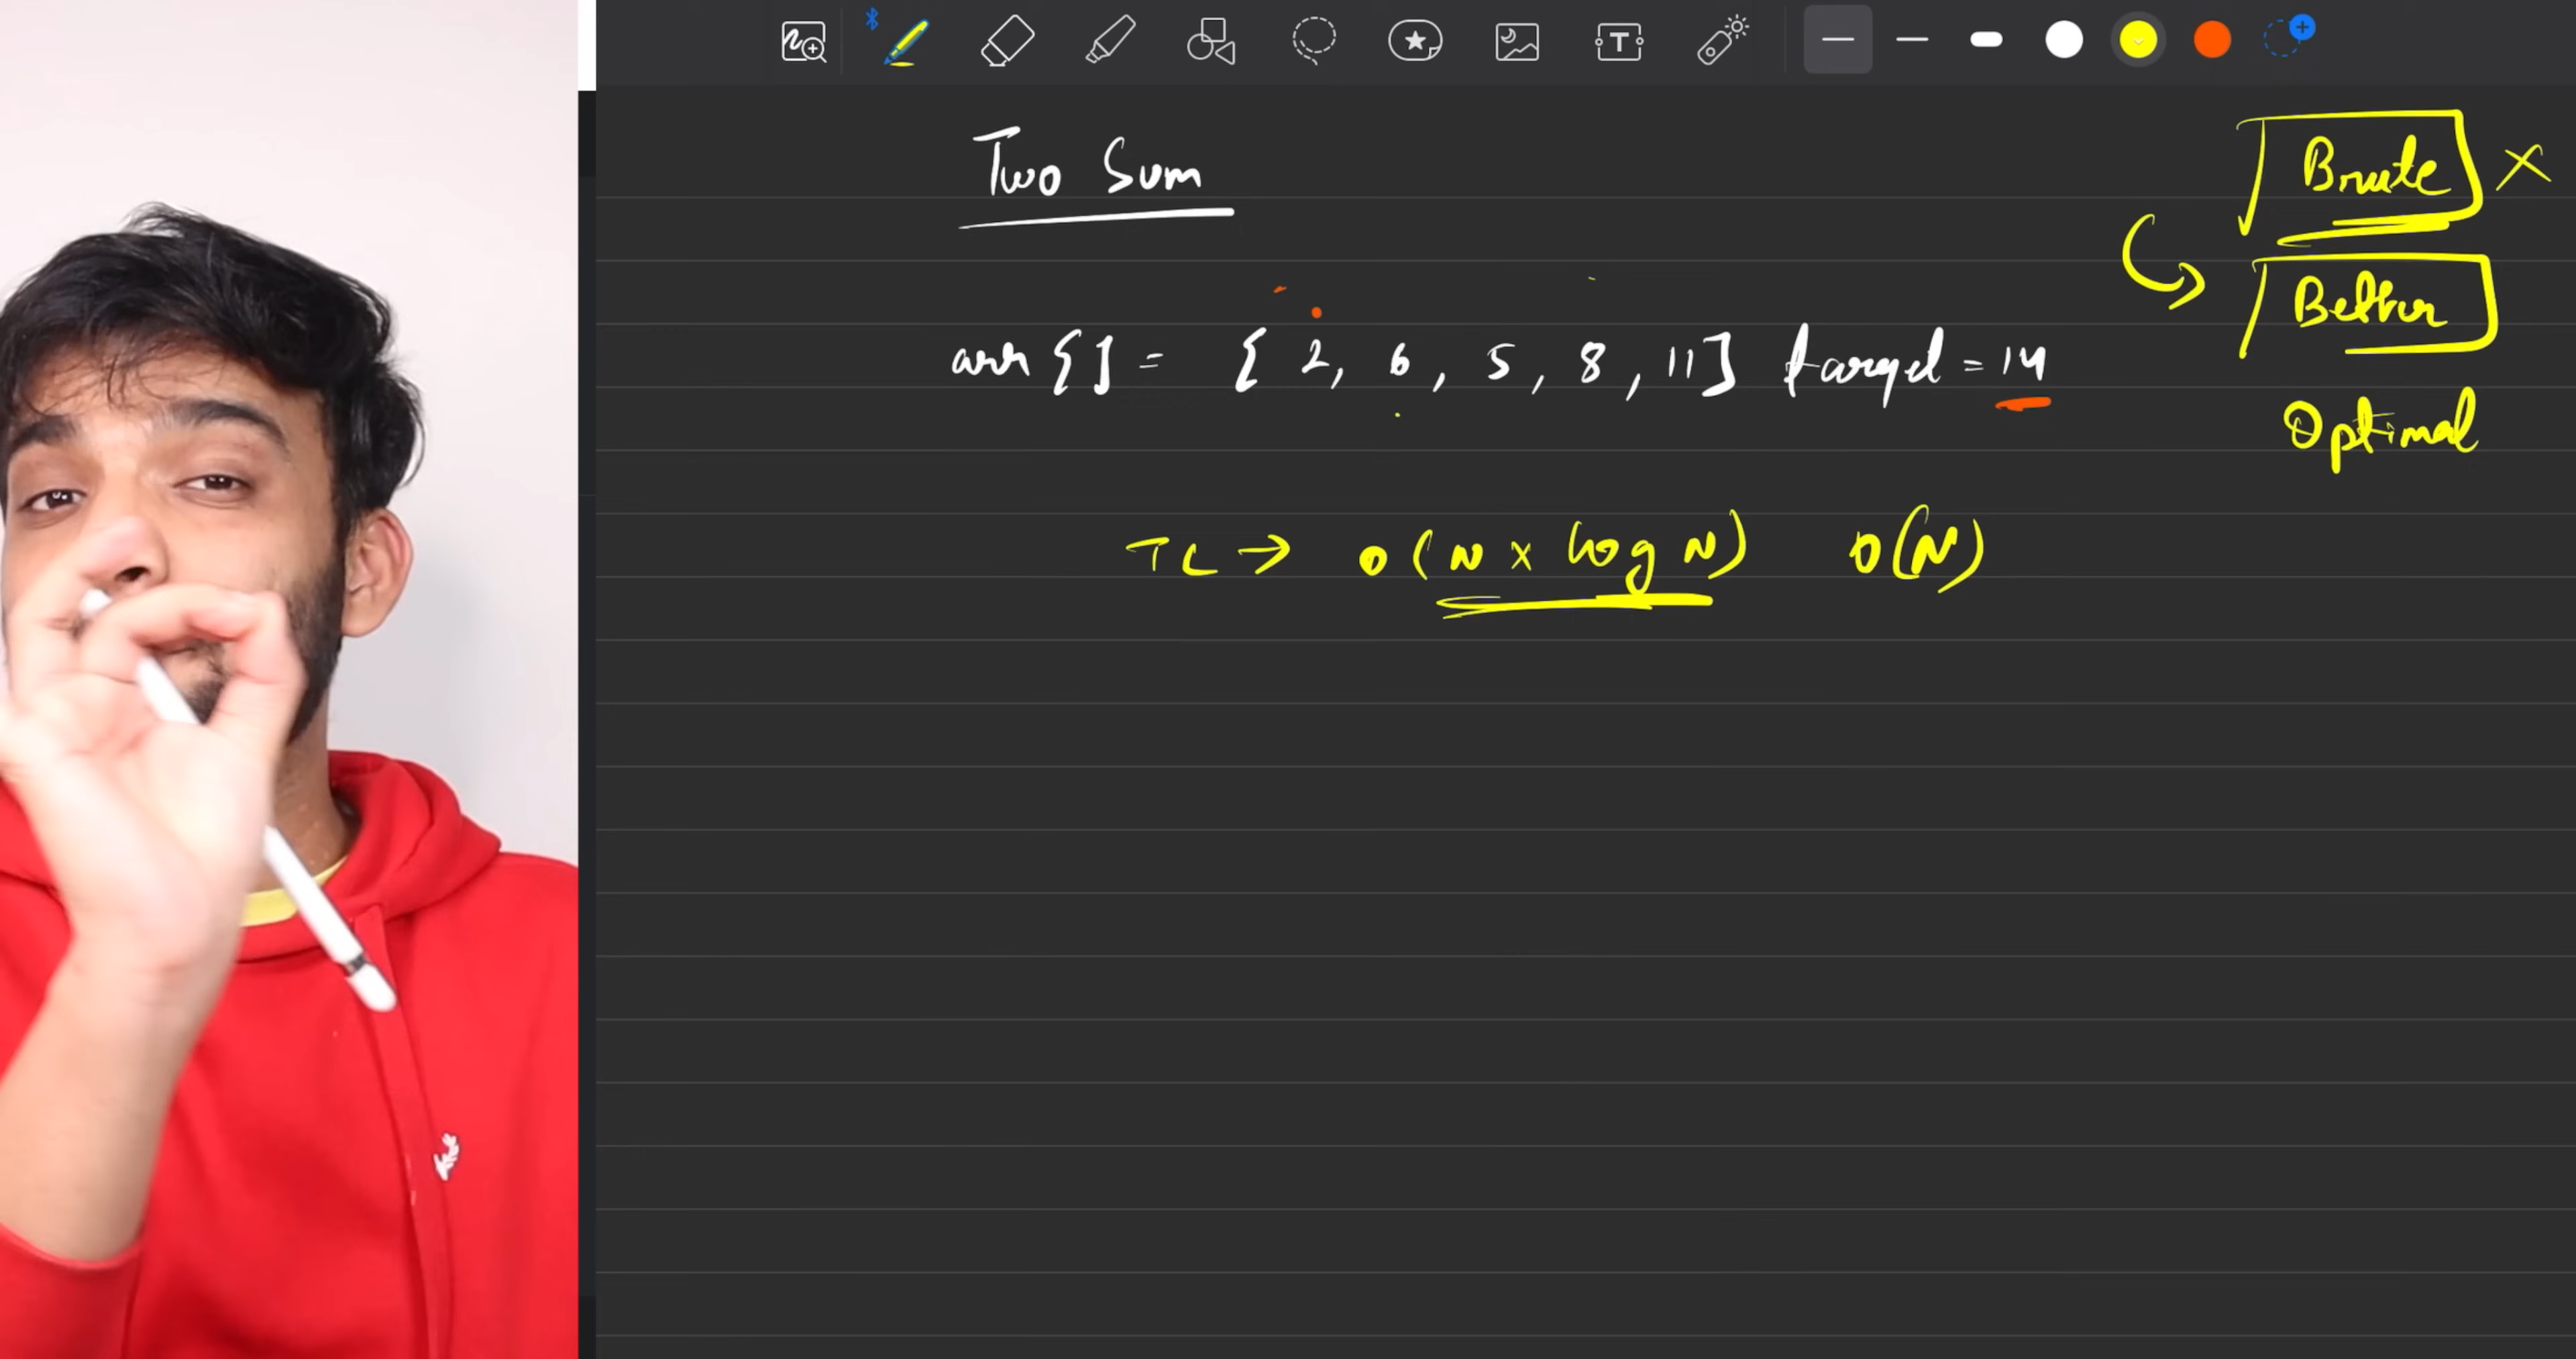 Two Sum
arr [] = { 2, 6, 5, 8, 11} target = 14
TC → O(N x log N) O(N)
Brute X
Better
Optimal
T